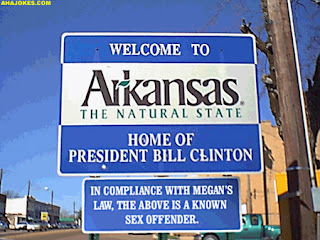 AHAJOKES.COM
WELCOME TO
Arkansas®
THE NATURAL STATE
HOME OF
PRESIDENT BILL CLINTON
IN COMPLIANCE WITH MEGAN'S
LAW, THE ABOVE IS A KNOWN
SEX OFFENDER.